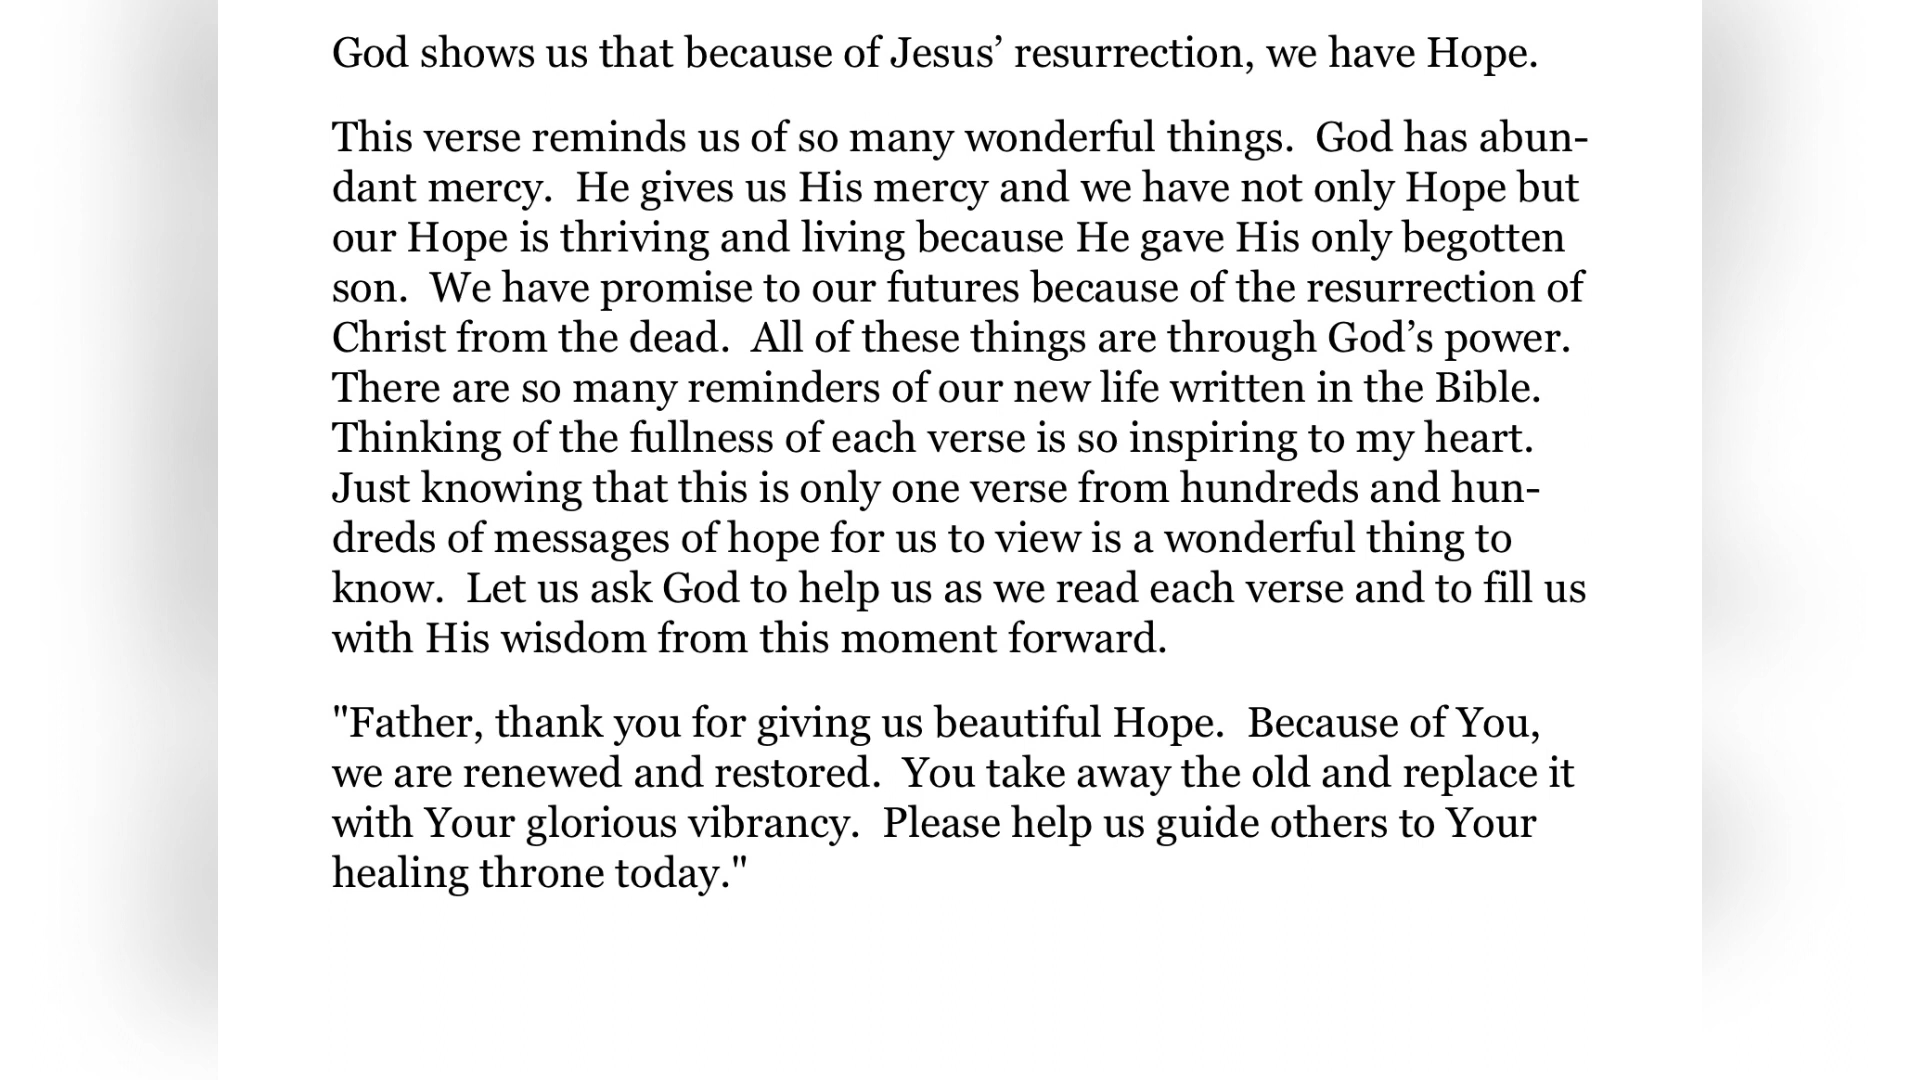 God shows us that because of Jesus’ resurrection, we have Hope.
This verse reminds us of so many wonderful things.  God has abun-
dant mercy.  He gives us His mercy and we have not only Hope but
our Hope is thriving and living because He gave His only begotten
son.  We have promise to our futures because of the resurrection of
Christ from the dead.  All of these things are through God’s power.
There are so many reminders of our new life written in the Bible.
Thinking of the fullness of each verse is so inspiring to my heart.
Just knowing that this is only one verse from hundreds and hun-
dreds of messages of hope for us to view is a wonderful thing to
know.  Let us ask God to help us as we read each verse and to fill us
with His wisdom from this moment forward.
"Father, thank you for giving us beautiful Hope.  Because of You,
we are renewed and restored.  You take away the old and replace it
with Your glorious vibrancy.  Please help us guide others to Your
healing throne today."